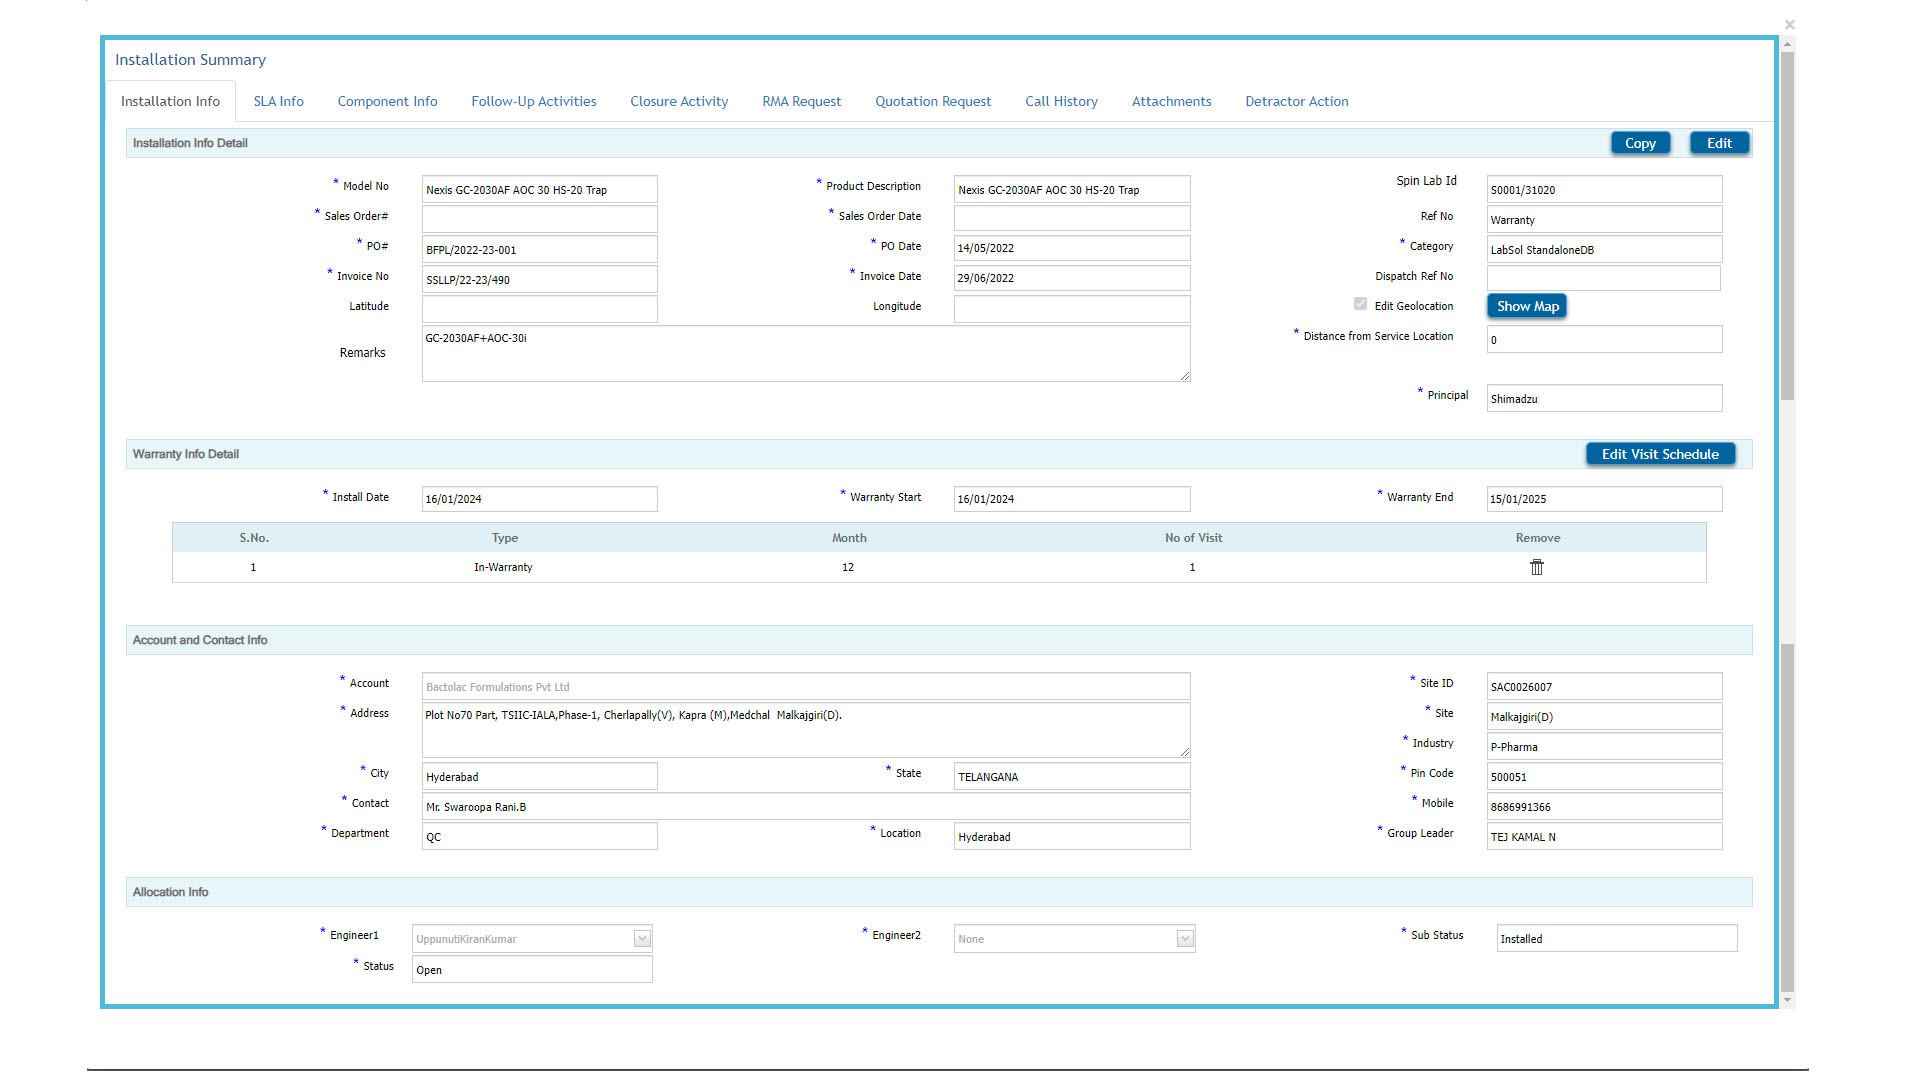 ×
Installation Summary
Installation Info SLA Info Component Info Follow-Up Activities Closure Activity RMA Request Quotation Request Call History Attachments Detractor Action
Installation Info Detail Copy Edit
* Model No Nexis GC-2030AF AOC 30 HS-20 Trap * Product Description Nexis GC-2030AF AOC 30 HS-20 Trap Spin Lab Id S0001/31020
* Sales Order# * Sales Order Date Ref No Warranty
* PO# BFPL/2022-23-001 * PO Date 14/05/2022 * Category LabSol StandaloneDB
* Invoice No SSLLP/22-23/490 * Invoice Date 29/06/2022 Dispatch Ref No
Latitude Longitude Edit Geolocation Show Map
Remarks GC-2030AF+AOC-30i * Distance from Service Location 0
* Principal Shimadzu
Warranty Info Detail Edit Visit Schedule
* Install Date 16/01/2024 * Warranty Start 16/01/2024 * Warranty End 15/01/2025
S.No. Type Month No of Visit Remove
1 In-Warranty 12 1
Account and Contact Info
* Account Bactolac Formulations Pvt Ltd * Site ID SAC0026007
* Address Plot No70 Part, TSIIC-IALA,Phase-1, Cherlapally(V), Kapra (M),Medchal Malkajgiri(D). * Site Malkajgiri(D)
* Industry P-Pharma
* City Hyderabad * State TELANGANA * Pin Code 500051
* Contact Mr. Swaroopa Rani.B * Mobile 8686991366
* Department QC * Location Hyderabad * Group Leader TEJ KAMAL N
Allocation Info
* Engineer1 UppunutiKiranKumar * Engineer2 None * Sub Status Installed
* Status Open